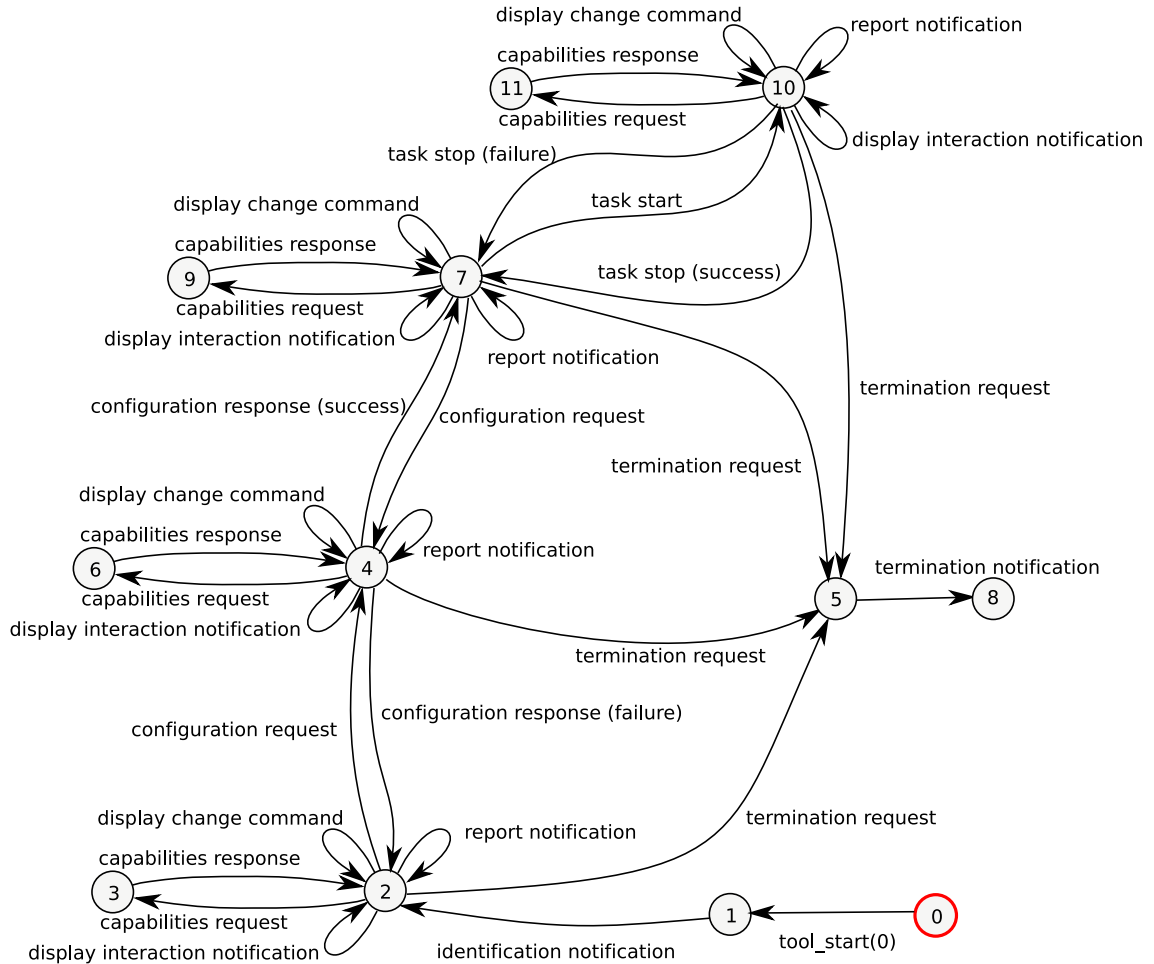 display change command
report notification
capabilities response
11
10
capabilities request
display interaction notification
task stop (failure)
task start
display change command
capabilities response
9
7
task stop (success)
capabilities request
display interaction notification
report notification
termination request
configuration response (success)
configuration request
termination request
display change command
capabilities response
report notification
6
4
termination notification
capabilities request
5
8
display interaction notification
termination request
configuration response (failure)
configuration request
display change command
termination request
report notification
capabilities response
3
2
1
0
capabilities request
tool_start(0)
display interaction notification
identification notification